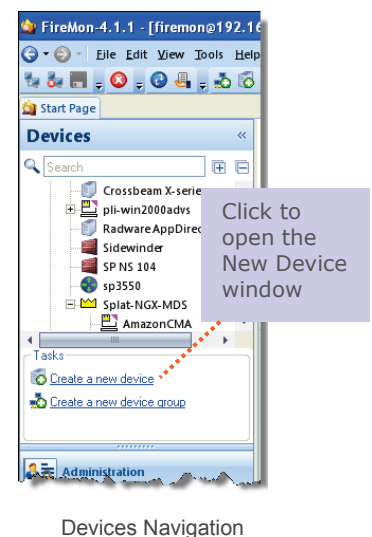 FireMon-4.1.1 - [firemon@192.16
File Edit View Tools Help
Start Page
Devices «
Search
Crossbeam X-serie
pli-win2000advs
Radware AppDirec
Sidewinder
SP NS 104
sp3550
Splat-NGX-MDS
AmazonCMA
Click to
open the
New Device
window
Tasks
Create a new device
Create a new device group
Administration
Devices Navigation